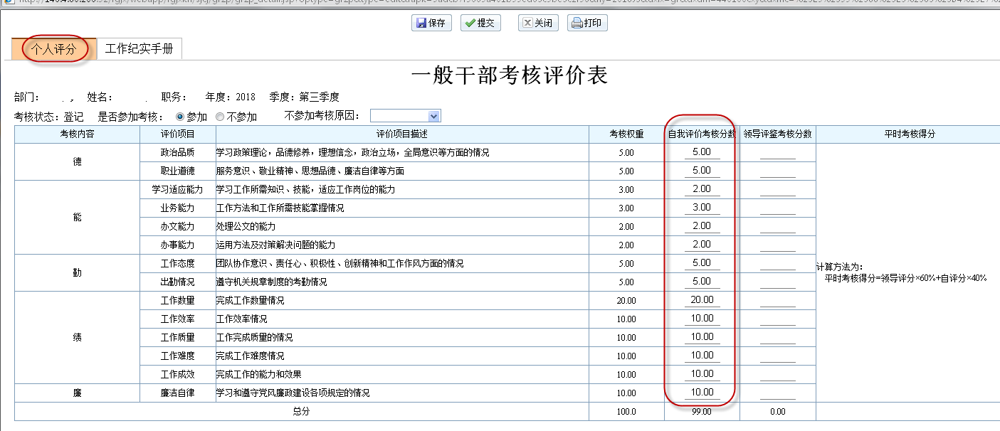 保存 提交 关闭 打印
个人评分 工作纪实手册
一般干部考核评价表
部门： 姓名： 职务： 年度：2018 季度：第三季度
考核状态：登记 是否参加考核： 参加 不参加 不参加考核原因：
考核内容 评价项目 评价项目描述 考核权重 自我评价考核分数 领导评鉴考核分数 平时考核得分
德 政治品质 学习政策理论，品德修养，理想信念，政治立场，全局意识等方面的情况 5.00 5.00
职业道德 服务意识、敬业精神、思想品德、廉洁自律等方面 5.00 5.00
能 学习适应能力 学习工作所需知识、技能，适应工作岗位的能力 3.00 2.00
业务能力 工作方法和工作所需技能掌握情况 3.00 3.00
办文能力 处理公文的能力 2.00 2.00
办事能力 运用方法及对策解决问题的能力 2.00 2.00
勤 工作态度 团队协作意识、责任心、积极性、创新精神和工作作风方面的情况 5.00 5.00
出勤情况 遵守机关规章制度的考勤情况 5.00 5.00
计算方法为：
平时考核得分=领导评分×60%+自评分×40%
绩 工作数量 完成工作数量情况 20.00 20.00
工作效率 工作效率情况 10.00 10.00
工作质量 工作完成质量的情况 10.00 10.00
工作难度 完成工作难度情况 10.00 10.00
工作成效 完成工作的能力和效果 10.00 10.00
廉 廉洁自律 学习和遵守党风廉政建设各项规定的情况 10.00 10.00
总分 100.0 99.00 0.00